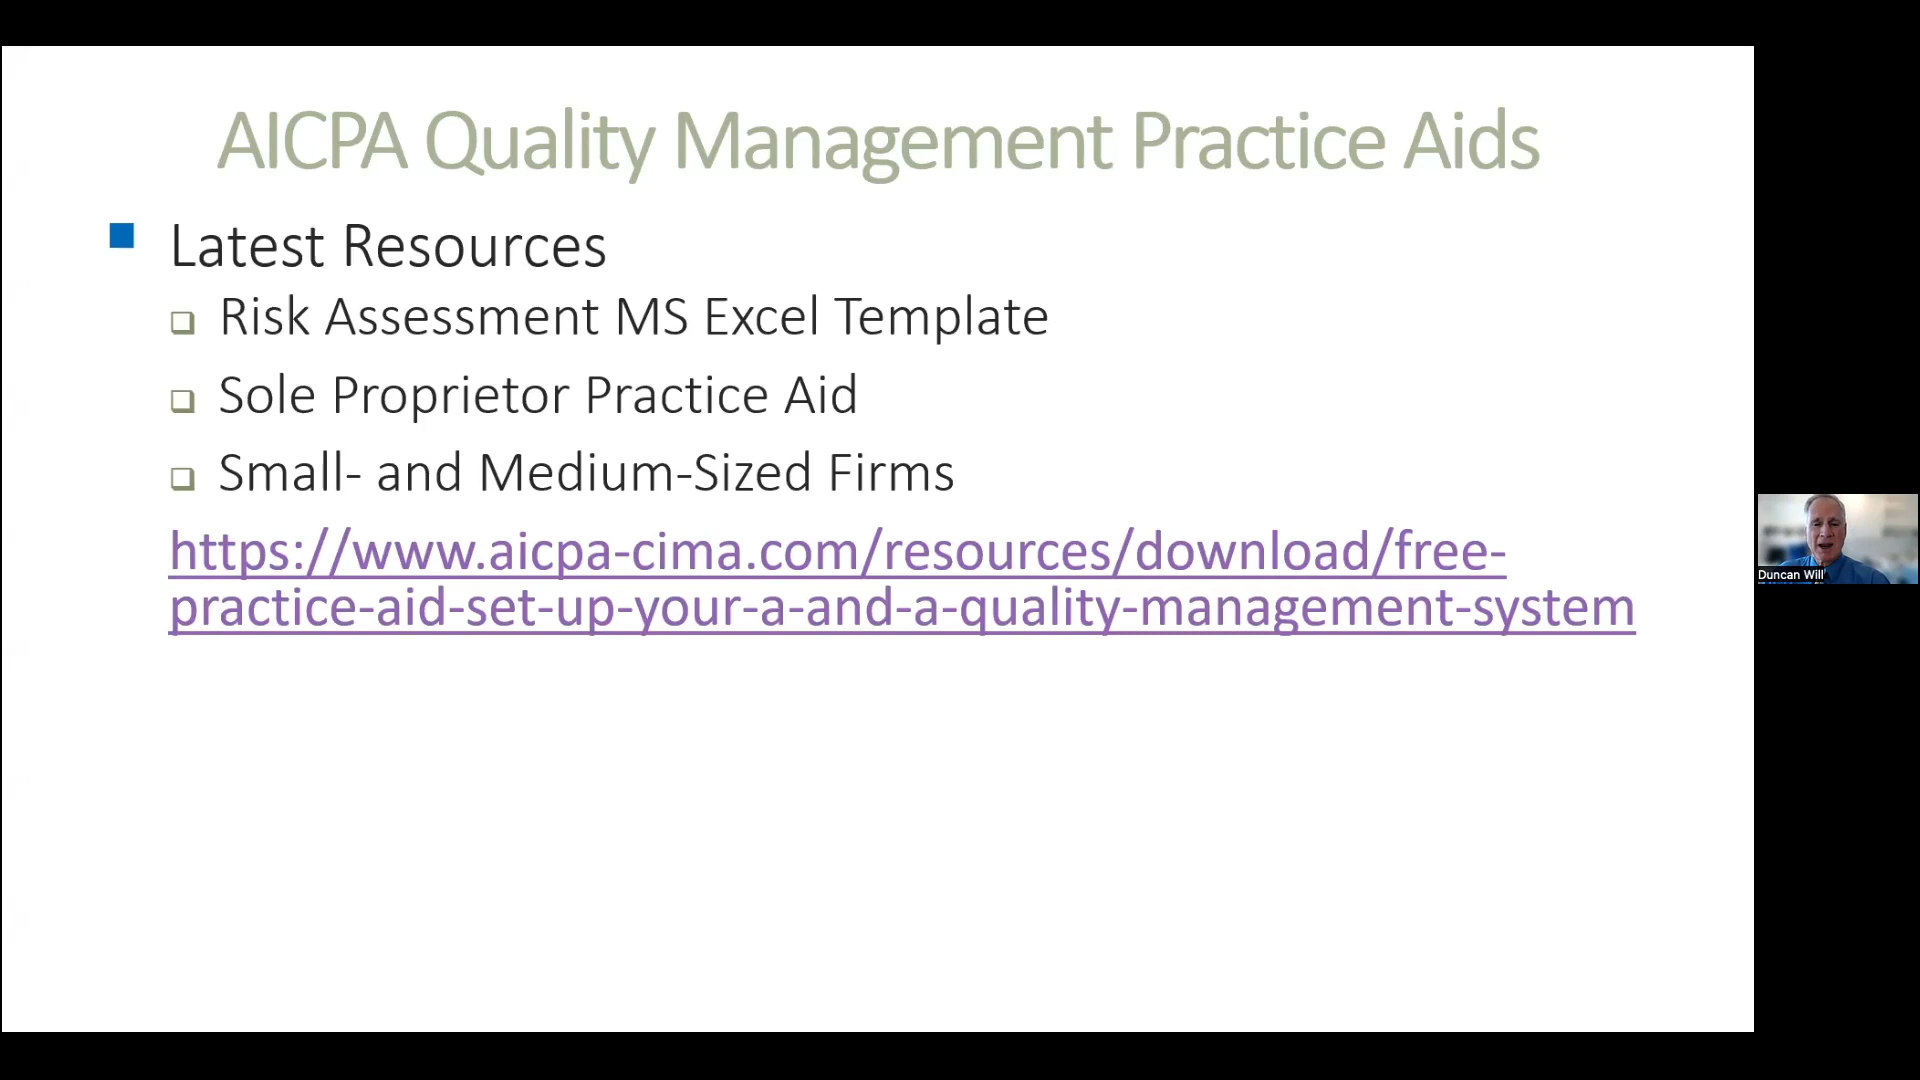 AICPA Quality Management Practice Aids
Latest Resources
Risk Assessment MS Excel Template
Sole Proprietor Practice Aid
Small- and Medium-Sized Firms
https://www.aicpa-cima.com/resources/download/free-
practice-aid-set-up-your-a-and-a-quality-management-system
Duncan Will